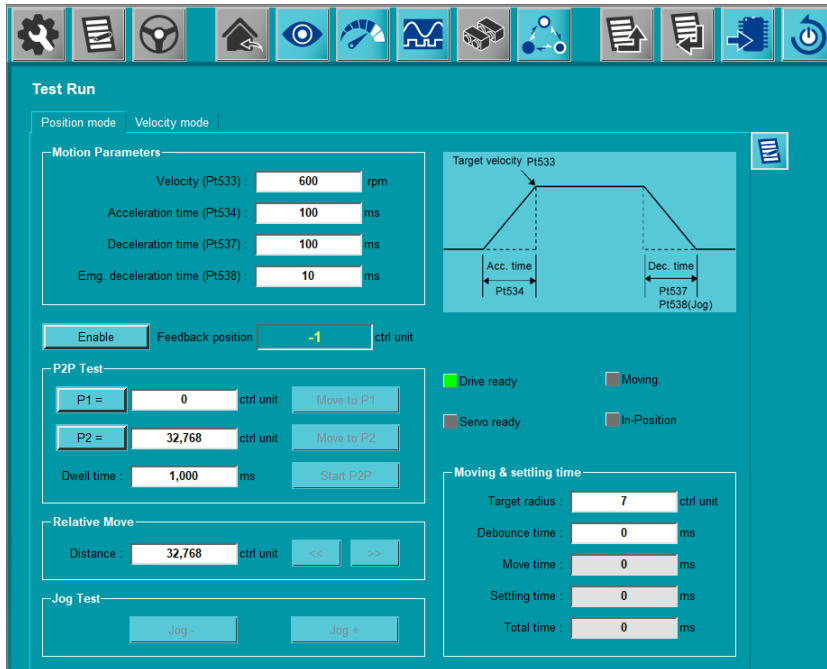 Test Run
Position mode Velocity mode
Motion Parameters
Velocity (Pt533) : 600 rpm
Acceleration time (Pt534) : 100 ms
Deceleration time (Pt537) : 100 ms
Emg. deceleration time (Pt538) : 10 ms
Target velocity Pt533
Acc. time Dec. time
Pt534 Pt537
Pt538(Jog)
Enable Feedback position -1 ctrl unit
P2P Test
P1 = 0 ctrl unit Move to P1
P2 = 32,768 ctrl unit Move to P2
Dwell time : 1,000 ms Start P2P
Relative Move
Distance : 32,768 ctrl unit << >>
Jog Test
Jog - Jog +
Drive ready Moving.
Servo ready In-Position
Moving & settling time
Target radius : 7 ctrl unit
Debounce time : 0 ms
Move time : 0 ms
Settling time : 0 ms
Total time : 0 ms